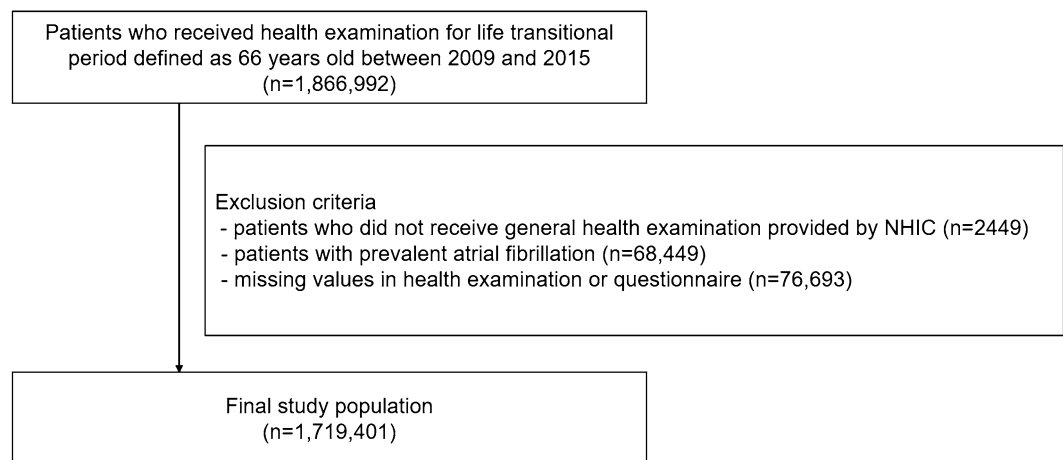 Patients who received health examination for life transitional
period defined as 66 years old between 2009 and 2015
(n=1,866,992)
Exclusion criteria
- patients who did not receive general health examination provided by NHIC (n=2449)
- patients with prevalent atrial fibrillation (n=68,449)
- missing values in health examination or questionnaire (n=76,693)
Final study population
(n=1,719,401)